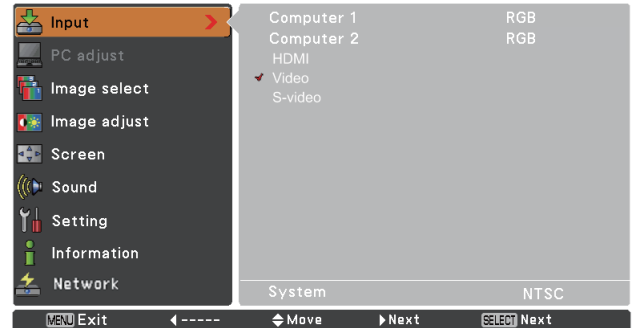 Input
PC adjust
Image select
Image adjust
Screen
Sound
Setting
Information
Network
Computer 1 RGB
Computer 2 RGB
HDMI
Video
S-video
System NTSC
MENU Exit ----- Move Next SELECT Next